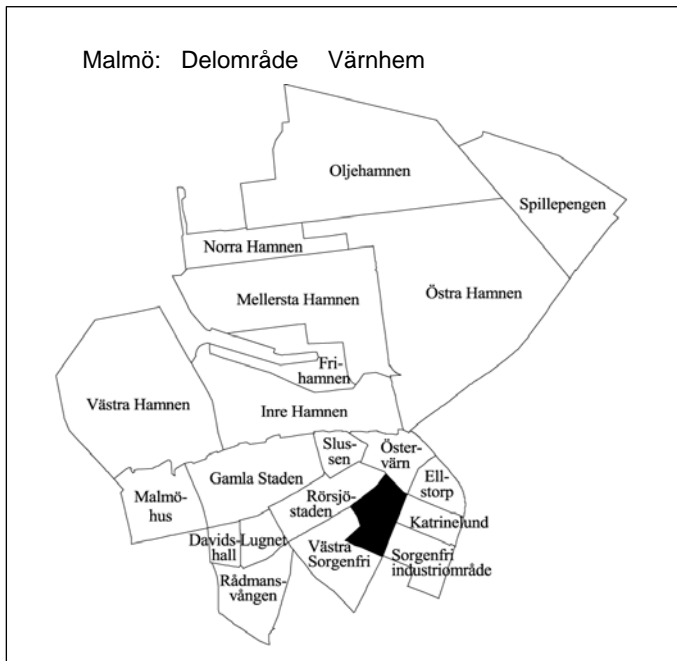 Malmö: Delområde Värnhem
Oljehamnen
Spillepengen
Norra Hamnen
Mellersta Hamnen
Östra Hamnen
Fri-
hamnen
Västra Hamnen
Inre Hamnen
Slus-
sen
Öster-
värn
Gamla Staden
Ell-
storp
Malmö-
hus
Rörsjö-
staden
Katrinelund
Davids-
hall
Lugnet
Västra
Sorgenfri
Sorgenfri
industriområde
Rådmans-
vången